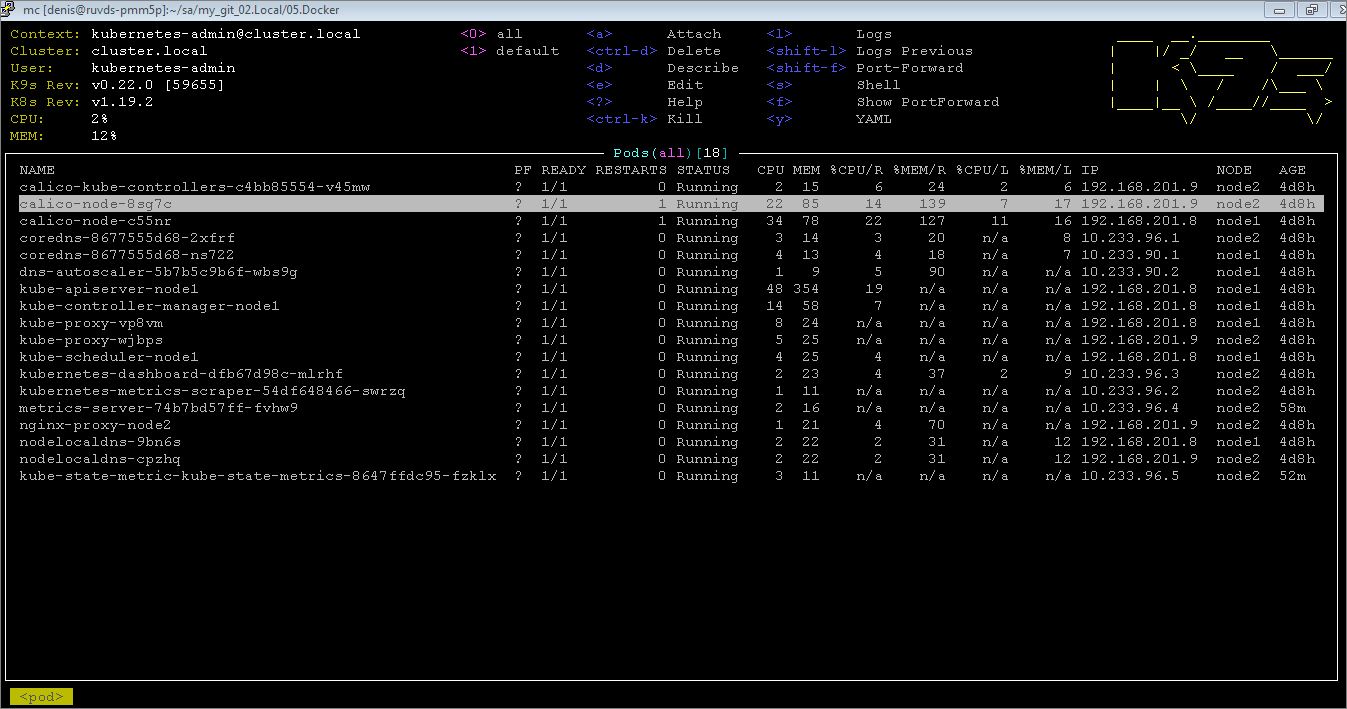 mc [denis@ruvds-pmm5p]:~/sa/my_git_02.Local/05.Docker
Context: kubernetes-admin@cluster.local <0> all <a> Attach <l> Logs
Cluster: cluster.local <1> default <ctrl-d> Delete <shift-l> Logs Previous
User: kubernetes-admin <d> Describe <shift-f> Port-Forward
K9s Rev: v0.22.0 [59655] <e> Edit <s> Shell
K8s Rev: v1.19.2 <?> Help <f> Show PortForward
CPU: 2% <ctrl-k> Kill <y> YAML
MEM: 12%
Pods(all)[18]
NAME PF READY RESTARTS STATUS CPU MEM %CPU/R %MEM/R %CPU/L %MEM/L IP NODE AGE
calico-kube-controllers-c4bb85554-v45mw ? 1/1 0 Running 2 15 6 24 2 6 192.168.201.9 node2 4d8h
calico-node-8sg7c ? 1/1 1 Running 22 85 14 139 7 17 192.168.201.9 node2 4d8h
calico-node-c55nr ? 1/1 1 Running 34 78 22 127 11 16 192.168.201.8 node1 4d8h
coredns-8677555d68-2xfrf ? 1/1 0 Running 3 14 3 20 n/a 8 10.233.96.1 node2 4d8h
coredns-8677555d68-ns722 ? 1/1 0 Running 4 13 4 18 n/a 7 10.233.90.1 node1 4d8h
dns-autoscaler-5b7b5c9b6f-wbs9g ? 1/1 0 Running 1 9 5 90 n/a n/a 10.233.90.2 node1 4d8h
kube-apiserver-node1 ? 1/1 0 Running 48 354 19 n/a n/a n/a 192.168.201.8 node1 4d8h
kube-controller-manager-node1 ? 1/1 0 Running 14 58 7 n/a n/a n/a 192.168.201.8 node1 4d8h
kube-proxy-vp8vm ? 1/1 0 Running 8 24 n/a n/a n/a n/a 192.168.201.8 node1 4d8h
kube-proxy-wjbps ? 1/1 0 Running 5 25 n/a n/a n/a n/a 192.168.201.9 node2 4d8h
kube-scheduler-node1 ? 1/1 0 Running 4 25 4 n/a n/a n/a 192.168.201.8 node1 4d8h
kubernetes-dashboard-dfb67d98c-mlrhf ? 1/1 0 Running 2 23 4 37 2 9 10.233.96.3 node2 4d8h
kubernetes-metrics-scraper-54df648466-swrzq ? 1/1 0 Running 1 11 n/a n/a n/a n/a 10.233.96.2 node2 4d8h
metrics-server-74b7bd57ff-fvhw9 ? 1/1 0 Running 2 16 n/a n/a n/a n/a 10.233.96.4 node2 58m
nginx-proxy-node2 ? 1/1 0 Running 1 21 4 70 n/a n/a 192.168.201.9 node2 4d8h
nodelocaldns-9bn6s ? 1/1 0 Running 2 22 2 31 n/a 12 192.168.201.8 node1 4d8h
nodelocaldns-cpzhq ? 1/1 0 Running 2 22 2 31 n/a 12 192.168.201.9 node2 4d8h
kube-state-metric-kube-state-metrics-8647ffdc95-fzklx ? 1/1 0 Running 3 11 n/a n/a n/a n/a 10.233.96.5 node2 52m
<pod>